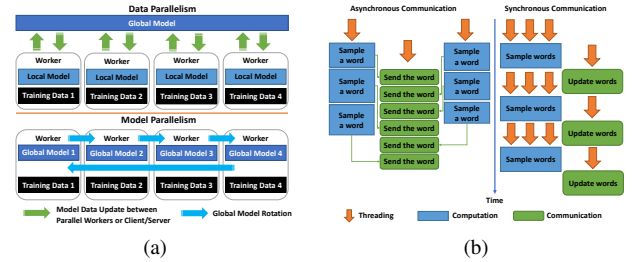 Data Parallelism
Global Model
Worker Worker Worker Worker
Local Model Local Model Local Model Local Model
Training Data 1 Training Data 2 Training Data 3 Training Data 4
Model Parallelism
Worker Worker Worker Worker
Global Model 1 Global Model 2 Global Model 3 Global Model 4
Training Data 1 Training Data 2 Training Data 3 Training Data 4
Model Data Update between
Parallel Workers or Client/Server
Global Model Rotation
(a)
Asynchronous Communication
Sample
a word
Sample
a word
Sample
a word
Send the word
Send the word
Send the word
Send the word
Send the word
Send the word
Sample
a word
Sample
a word
Sample
a word
Synchronous Communication
Sample words
Update words
Sample words
Update words
Sample words
Update words
Time
Threading
Computation
Communication
(b)